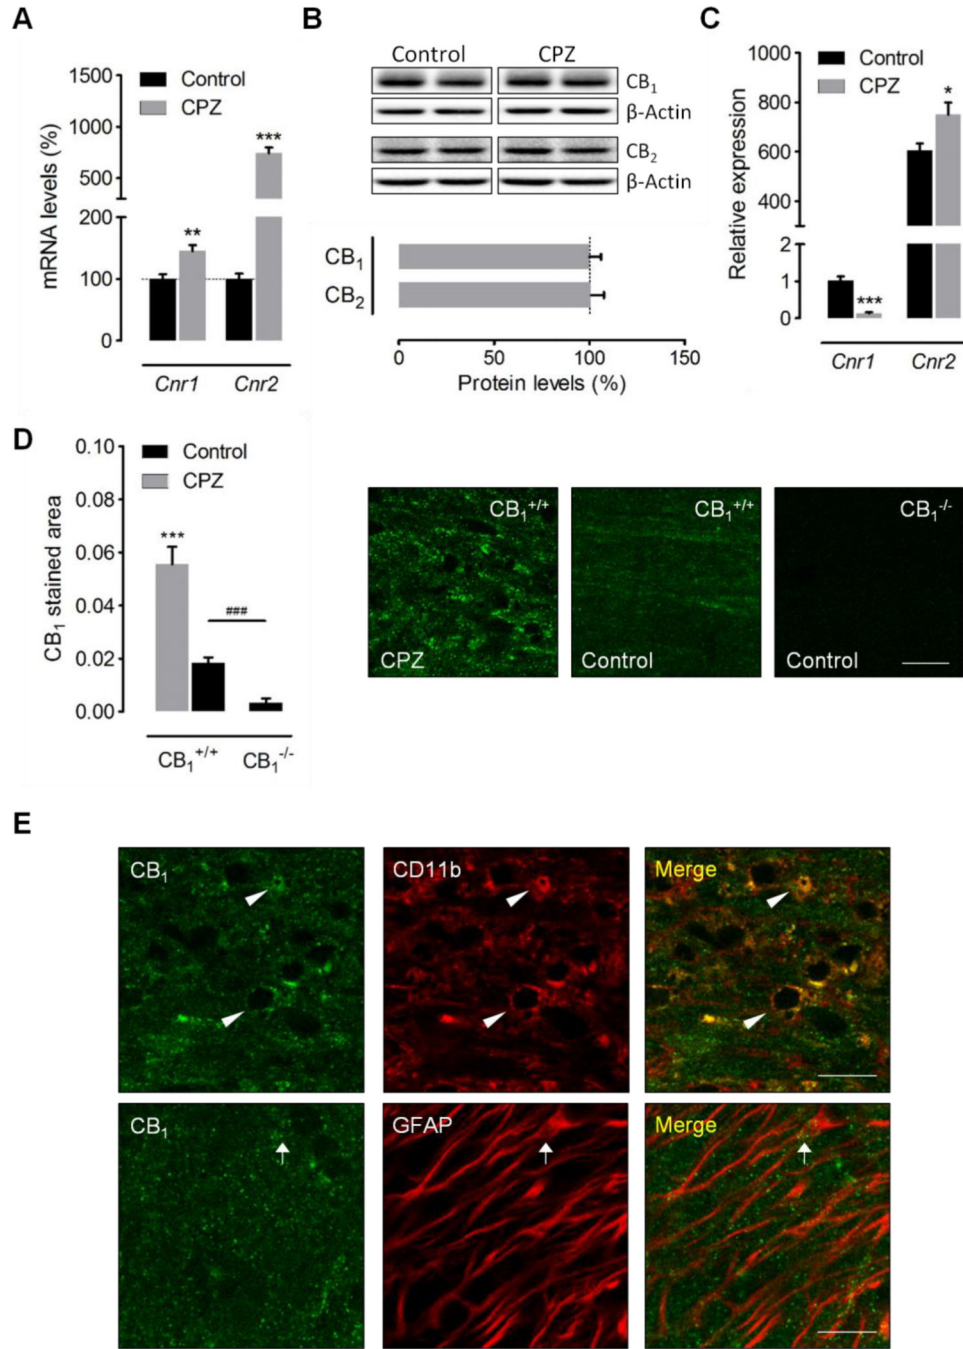 A
Control
CPZ
mRNA levels (%)
1500
1000
500
200
100
0
**
***
Cnr1
Cnr2
B
Control
CPZ
CB1
β-Actin
CB2
β-Actin
CB1
CB2
0
50
100
150
Protein levels (%)
C
Control
CPZ
Relative expression
1000
800
600
400
2
1
0
***
*
Cnr1
Cnr2
D
Control
CPZ
CB1 stained area
0.10
0.08
0.06
0.04
0.02
0.00
***
###
CB1+/+
CB1-/-
CB1+/+
CPZ
CB1+/+
Control
CB1-/-
Control
E
CB1
CD11b
Merge
CB1
GFAP
Merge